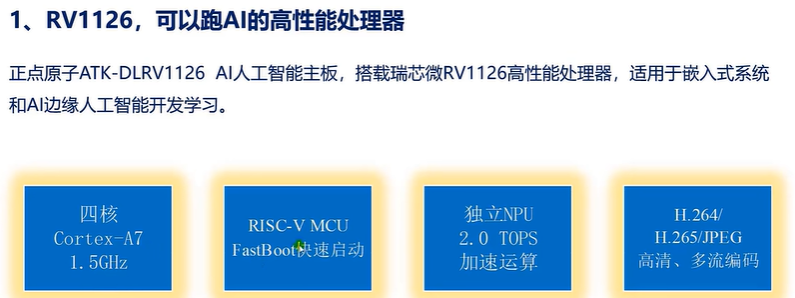 1、RV1126，可以跑AI的高性能处理器
正点原子ATK-DLRV1126 AI人工智能主板，搭载瑞芯微RV1126高性能处理器，适用于嵌入式系统
和AI边缘人工智能开发学习。
四核
Cortex-A7
1.5GHz
RISC-V MCU
FastBoot快速启动
独立NPU
2.0 TOPS
加速运算
H.264/
H.265/JPEG
高清、多流编码